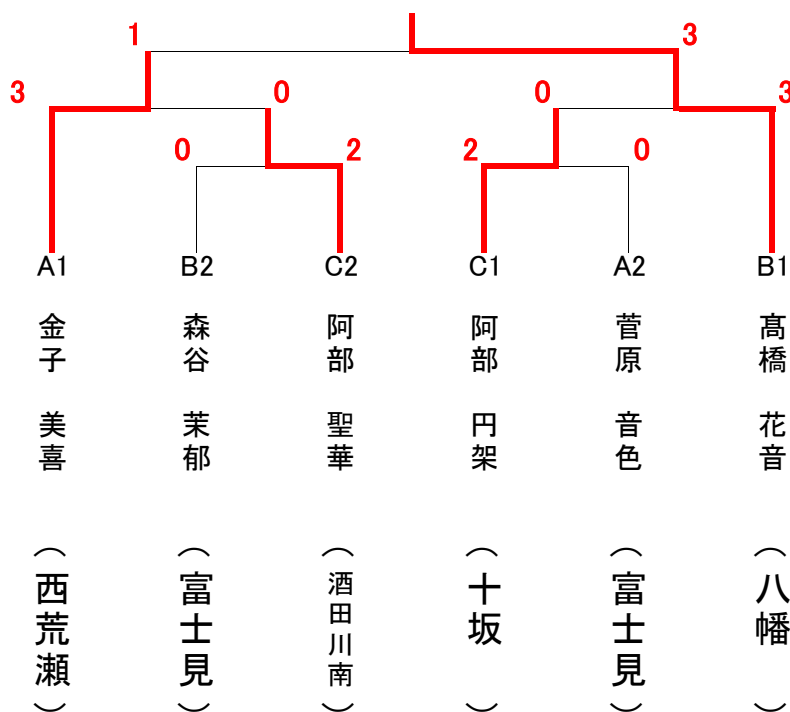 1 3
3 0 0 3
0 2 2 0
A1 B2 C2 C1 A2 B1
金子 美喜 (西荒瀬)
森谷 茉郁 (富士見)
阿部 聖華 (酒田川南)
阿部 円架 (十坂)
菅原 音色 (富士見)
髙橋 花音 (八幡)